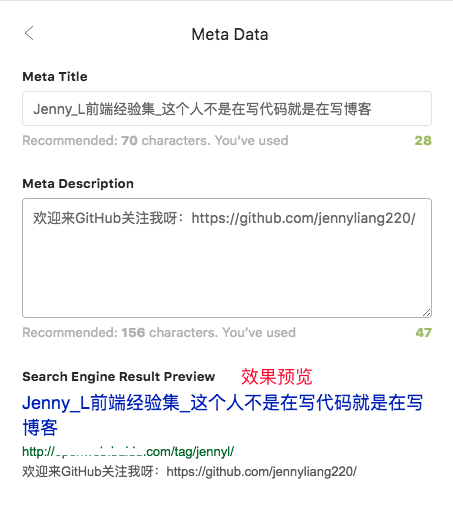 Meta Data
Meta Title
Jenny_L前端经验集_这个人不是在写代码就是在写博客
Recommended: 70 characters. You’ve used 28
Meta Description
欢迎来GitHub关注我呀：https://github.com/jennyliang220/
Recommended: 156 characters. You’ve used 47
Search Engine Result Preview 效果预览
Jenny_L前端经验集_这个人不是在写代码就是在写
博客
http:// .com/tag/jennyl/
欢迎来GitHub关注我呀：https://github.com/jennyliang220/